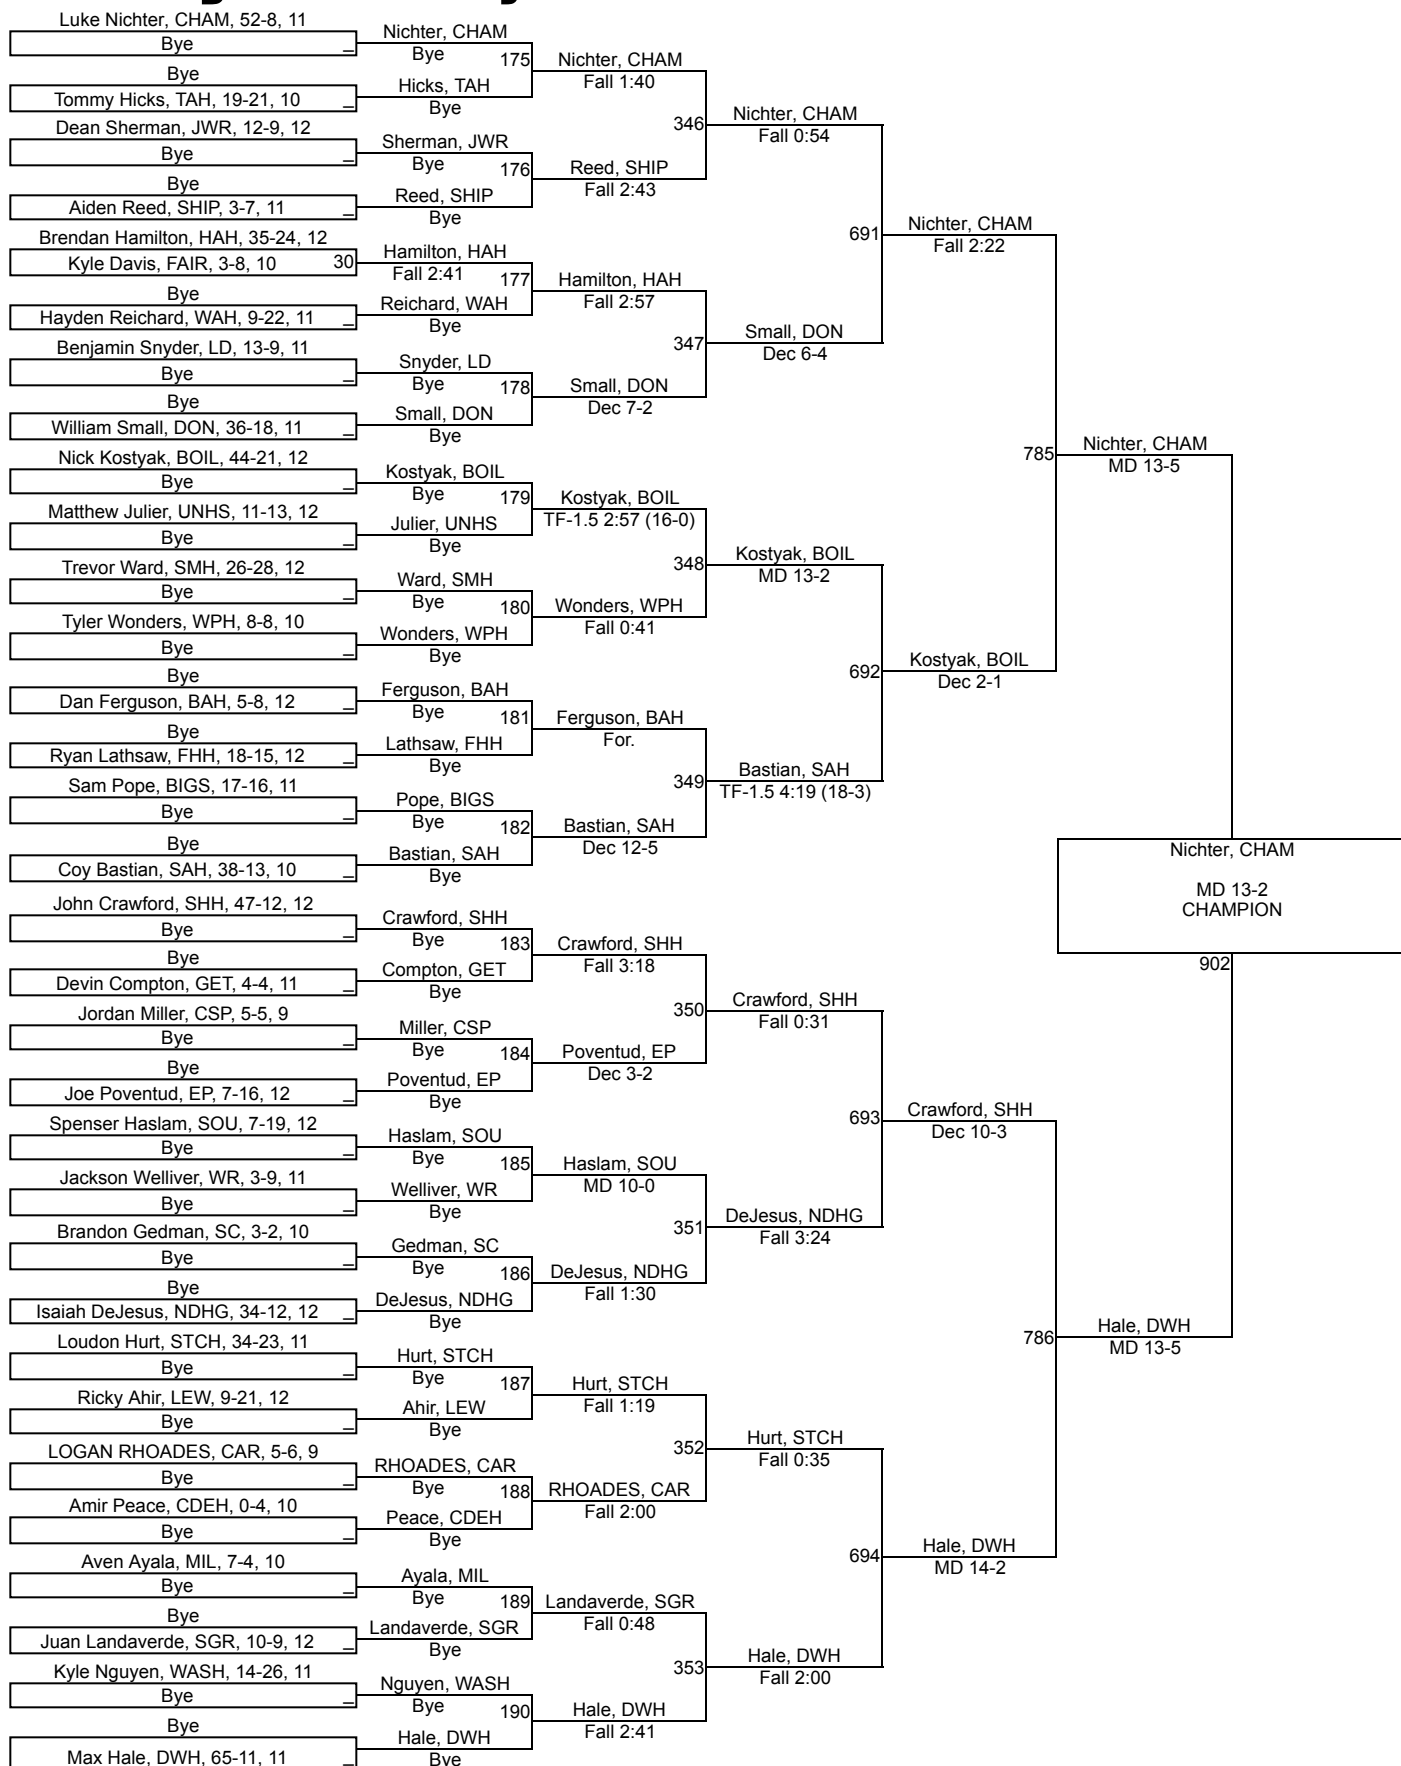 Luke Nichter, CHAM, 52-8, 11
Bye _
Bye
Tommy Hicks, TAH, 19-21, 10 _
Dean Sherman, JWR, 12-9, 12
Bye _
Bye
Aiden Reed, SHIP, 3-7, 11 _
Brendan Hamilton, HAH, 35-24, 12
Kyle Davis, FAIR, 3-8, 10 30
Bye
Hayden Reichard, WAH, 9-22, 11 _
Benjamin Snyder, LD, 13-9, 11
Bye _
Bye
William Small, DON, 36-18, 11 _
Nick Kostyak, BOIL, 44-21, 12
Bye _
Matthew Julier, UNHS, 11-13, 12
Bye _
Trevor Ward, SMH, 26-28, 12
Bye _
Tyler Wonders, WPH, 8-8, 10
Bye _
Bye
Dan Ferguson, BAH, 5-8, 12 _
Bye
Ryan Lathsaw, FHH, 18-15, 12 _
Sam Pope, BIGS, 17-16, 11
Bye _
Bye
Coy Bastian, SAH, 38-13, 10 _
John Crawford, SHH, 47-12, 12
Bye _
Bye
Devin Compton, GET, 4-4, 11 _
Jordan Miller, CSP, 5-5, 9
Bye _
Bye
Joe Poventud, EP, 7-16, 12 _
Spenser Haslam, SOU, 7-19, 12
Bye _
Jackson Welliver, WR, 3-9, 11
Bye _
Brandon Gedman, SC, 3-2, 10
Bye _
Bye
Isaiah DeJesus, NDHG, 34-12, 12 _
Loudon Hurt, STCH, 34-23, 11
Bye _
Ricky Ahir, LEW, 9-21, 12
Bye _
LOGAN RHOADES, CAR, 5-6, 9
Bye _
Amir Peace, CDEH, 0-4, 10
Bye _
Aven Ayala, MIL, 7-4, 10
Bye _
Bye
Juan Landaverde, SGR, 10-9, 12 _
Kyle Nguyen, WASH, 14-26, 11
Bye _
Bye
Max Hale, DWH, 65-11, 11 _
Nichter, CHAM
Bye
175
Hicks, TAH
Bye
Sherman, JWR
Bye
176
Reed, SHIP
Bye
Hamilton, HAH
Fall 2:41
177
Reichard, WAH
Bye
Snyder, LD
Bye
178
Small, DON
Bye
Kostyak, BOIL
Bye
179
Julier, UNHS
Bye
Ward, SMH
Bye
180
Wonders, WPH
Bye
Ferguson, BAH
Bye
181
Lathsaw, FHH
Bye
Pope, BIGS
Bye
182
Bastian, SAH
Bye
Crawford, SHH
Bye
183
Compton, GET
Bye
Miller, CSP
Bye
184
Poventud, EP
Bye
Haslam, SOU
Bye
185
Welliver, WR
Bye
Gedman, SC
Bye
186
DeJesus, NDHG
Bye
Hurt, STCH
Bye
187
Ahir, LEW
Bye
RHOADES, CAR
Bye
188
Peace, CDEH
Bye
Ayala, MIL
Bye
189
Landaverde, SGR
Bye
Nguyen, WASH
Bye
190
Hale, DWH
Bye
Nichter, CHAM
Fall 1:40
346
Reed, SHIP
Fall 2:43
Hamilton, HAH
Fall 2:57
347
Small, DON
Dec 7-2
Kostyak, BOIL
TF-1.5 2:57 (16-0)
348
Wonders, WPH
Fall 0:41
Ferguson, BAH
For.
349
Bastian, SAH
Dec 12-5
Crawford, SHH
Fall 3:18
350
Poventud, EP
Dec 3-2
Haslam, SOU
MD 10-0
351
DeJesus, NDHG
Fall 1:30
Hurt, STCH
Fall 1:19
352
RHOADES, CAR
Fall 2:00
Landaverde, SGR
Fall 0:48
353
Hale, DWH
Fall 2:41
Nichter, CHAM
Fall 0:54
691
Small, DON
Dec 6-4
Kostyak, BOIL
MD 13-2
692
Bastian, SAH
TF-1.5 4:19 (18-3)
Crawford, SHH
Fall 0:31
693
DeJesus, NDHG
Fall 3:24
Hurt, STCH
Fall 0:35
694
Hale, DWH
Fall 2:00
Nichter, CHAM
Fall 2:22
785
Kostyak, BOIL
Dec 2-1
Crawford, SHH
Dec 10-3
786
Hale, DWH
MD 14-2
Nichter, CHAM
MD 13-5
Nichter, CHAM
MD 13-2
CHAMPION
902
Hale, DWH
MD 13-5